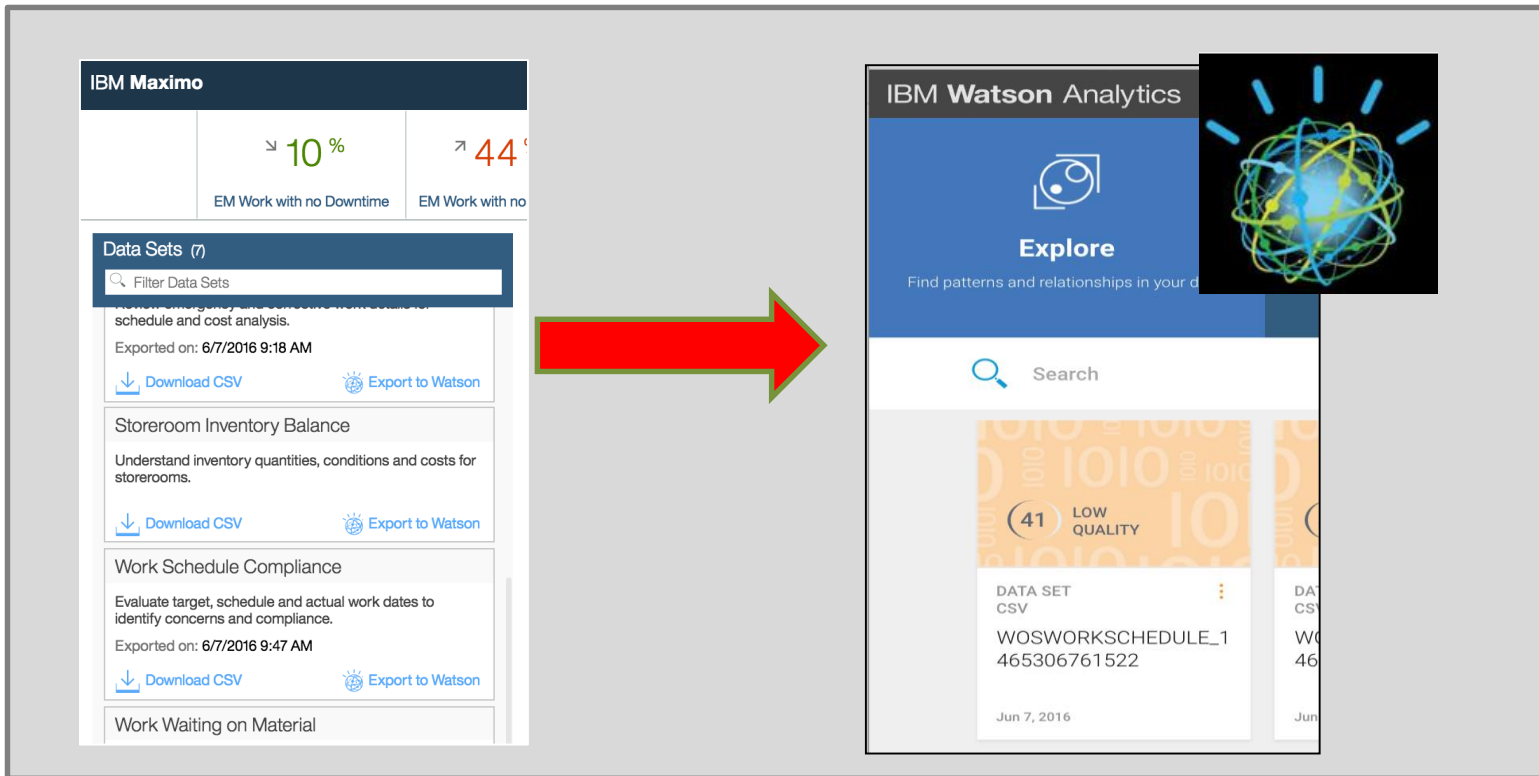 IBM Maximo
10 %
44
EM Work with no Downtime
EM Work with no
Data Sets (7)
Filter Data Sets
schedule and cost analysis.
Exported on: 6/7/2016 9:18 AM
Download CSV
Export to Watson
Storeroom Inventory Balance
Understand inventory quantities, conditions and costs for
storerooms.
Download CSV
Export to Watson
Work Schedule Compliance
Evaluate target, schedule and actual work dates to
identify concerns and compliance.
Exported on: 6/7/2016 9:47 AM
Download CSV
Export to Watson
Work Waiting on Material
IBM Watson Analytics
Explore
Find patterns and relationships in your d
Search
41
LOW
QUALITY
DATA SET
CSV
WOSWORKSCHEDULE_1
465306761522
Jun 7, 2016
46
Jun